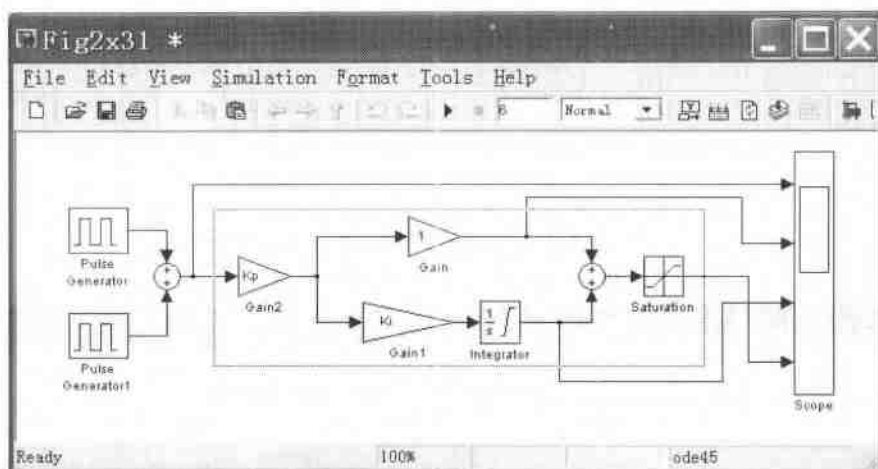 Fig2x31 *
File Edit View Simulation Format Tools Help
6 Normal
Pulse
Generator
Pulse
Generator1
Kp
Gain2
1
Gain
Ki
Gain1
1
s
Integrator
Saturation
Scope
Ready 100% ode45